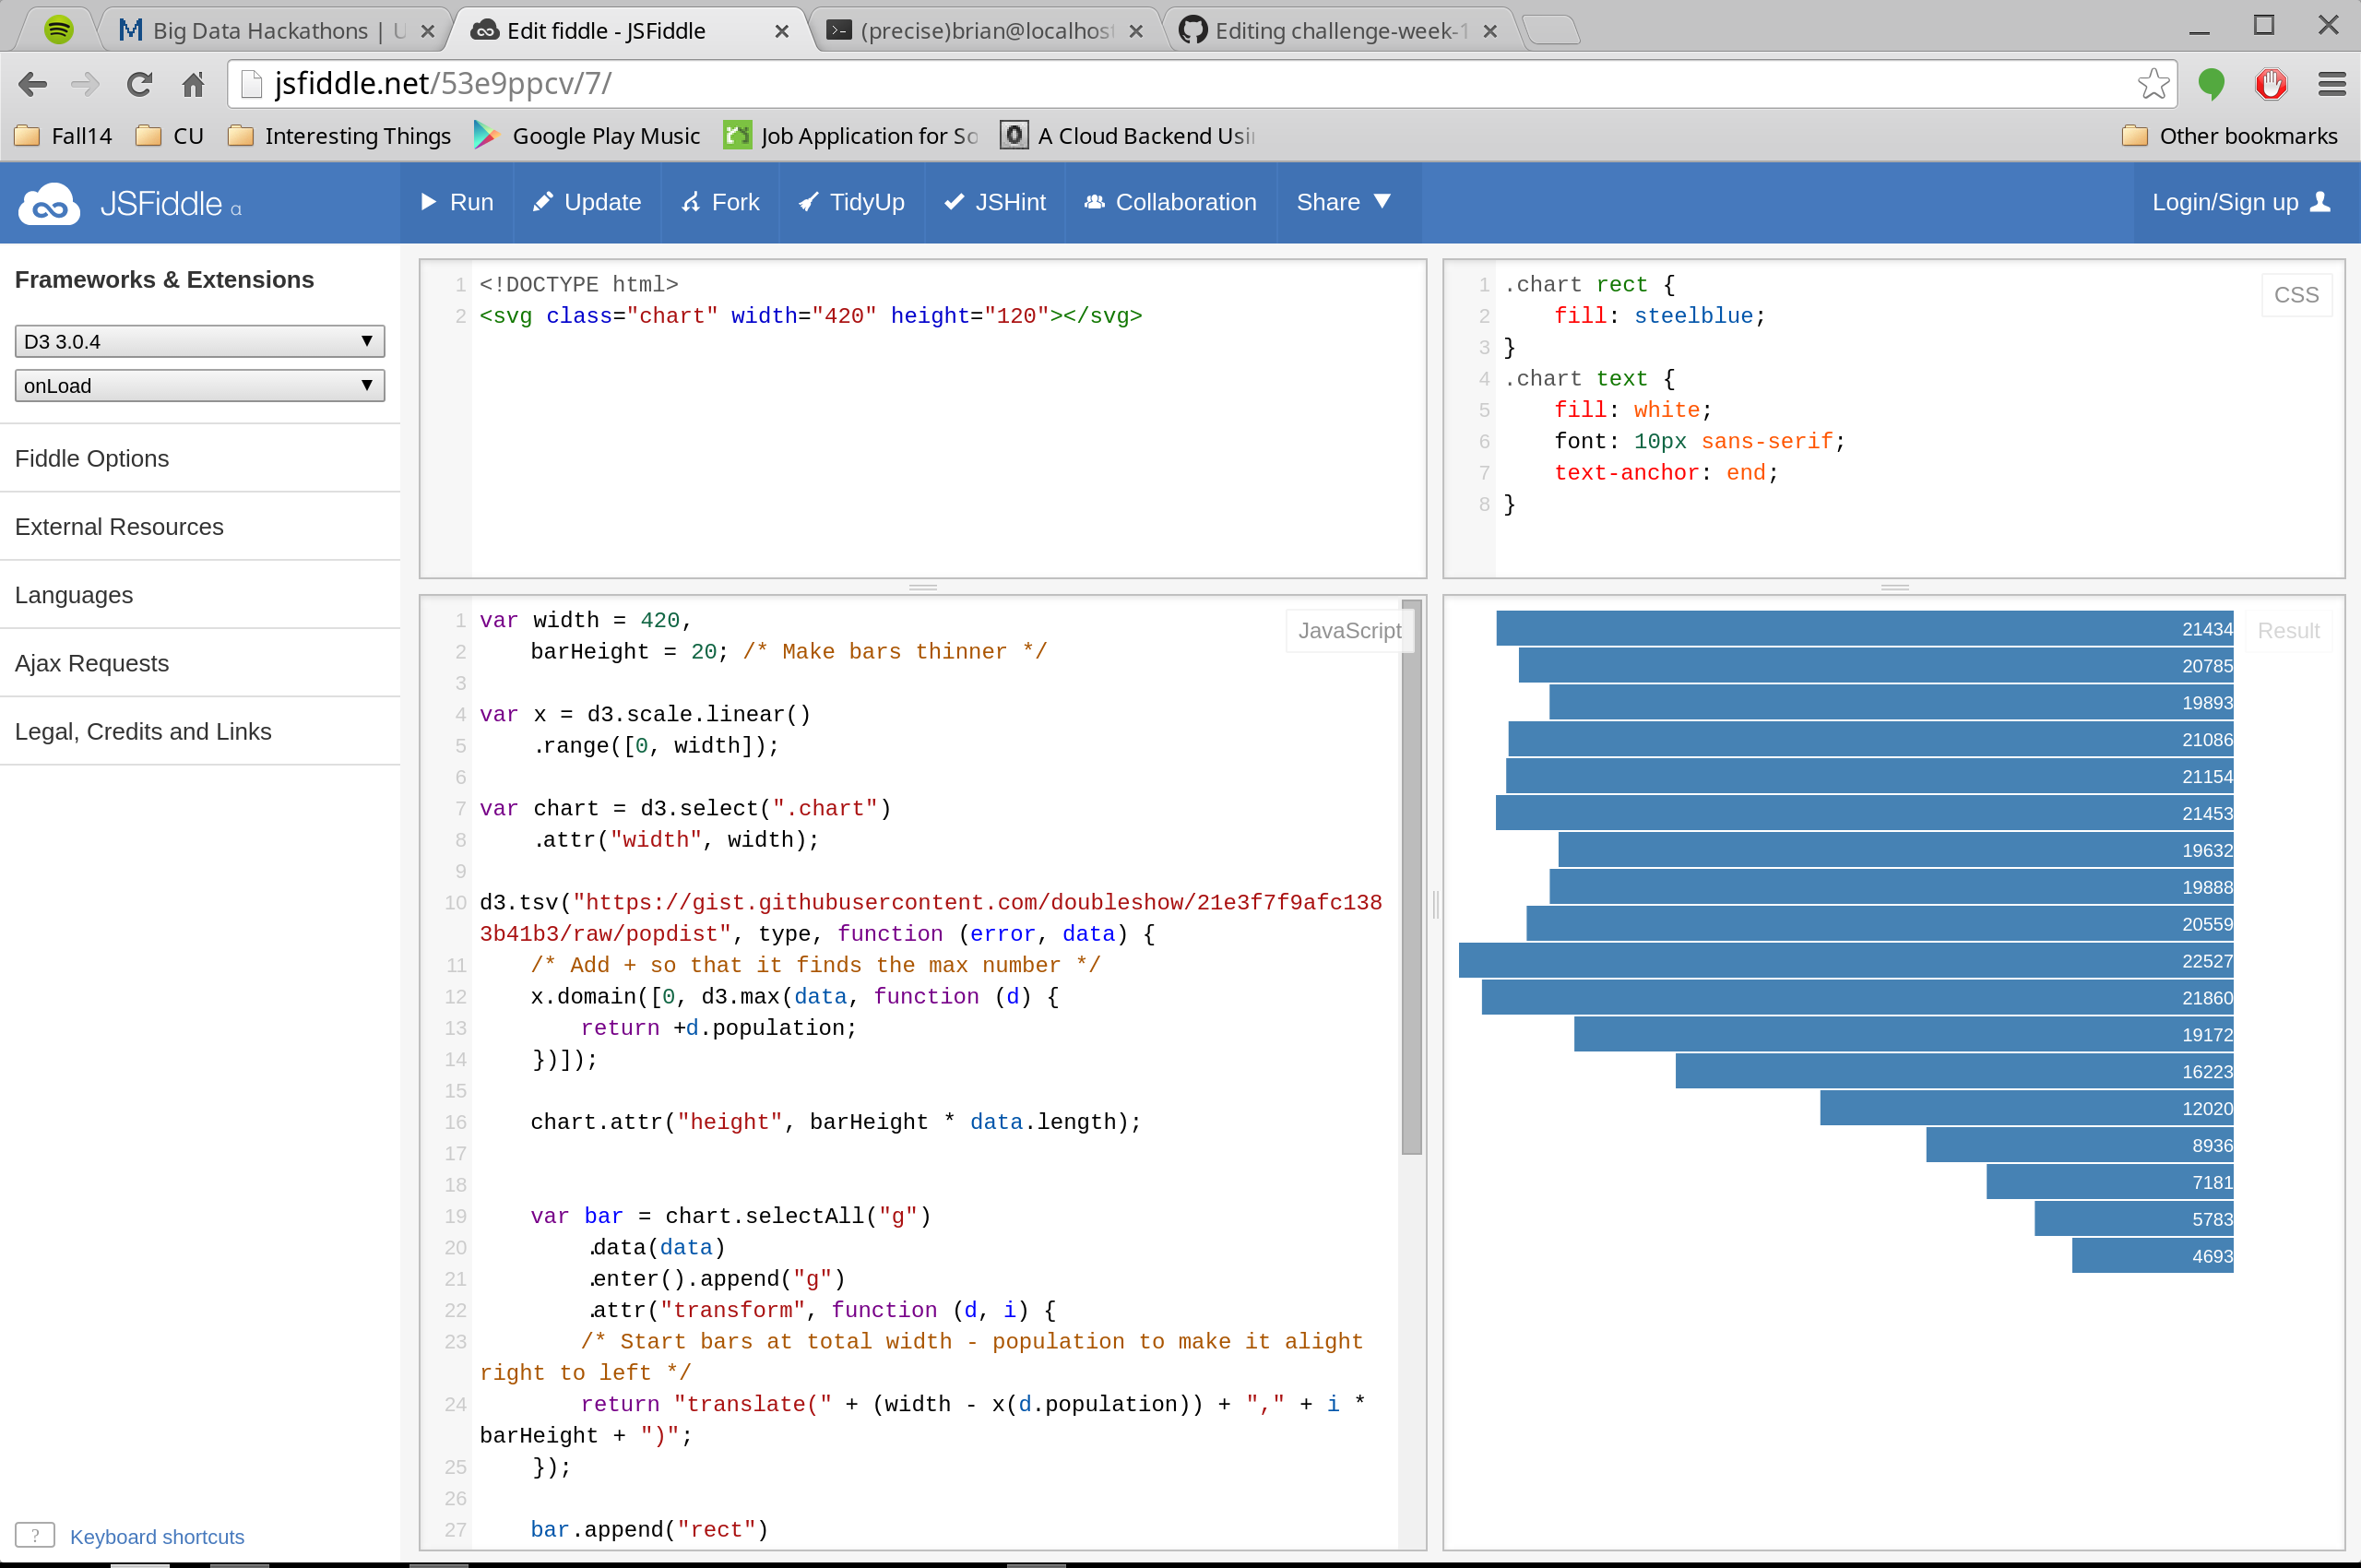 Big Data Hackathons | U
Edit fiddle - JSFiddle
(precise)brian@localhost
Editing challenge-week-1
jsfiddle.net/53e9ppcv/7/
Fall14
CU
Interesting Things
Google Play Music
Job Application for So
A Cloud Backend Usi
Other bookmarks
JSFiddle α
Run
Update
Fork
TidyUp
JSHint
Collaboration
Share
Login/Sign up
Frameworks & Extensions
D3 3.0.4
onLoad
Fiddle Options
External Resources
Languages
Ajax Requests
Legal, Credits and Links
? Keyboard shortcuts
1 <!DOCTYPE html>
2 <svg class="chart" width="420" height="120"></svg>
CSS
1 .chart rect {
2 fill: steelblue;
3 }
4 .chart text {
5 fill: white;
6 font: 10px sans-serif;
7 text-anchor: end;
8 }
JavaScript
1 var width = 420,
2 barHeight = 20; /* Make bars thinner */
3
4 var x = d3.scale.linear()
5 .range([0, width]);
6
7 var chart = d3.select(".chart")
8 .attr("width", width);
9
10 d3.tsv("https://gist.githubusercontent.com/doubleshow/21e3f7f9afc138
3b41b3/raw/popdist", type, function (error, data) {
11 /* Add + so that it finds the max number */
12 x.domain([0, d3.max(data, function (d) {
13 return +d.population;
14 })]);
15
16 chart.attr("height", barHeight * data.length);
17
18
19 var bar = chart.selectAll("g")
20 .data(data)
21 .enter().append("g")
22 .attr("transform", function (d, i) {
23 /* Start bars at total width - population to make it alight
right to left */
24 return "translate(" + (width - x(d.population)) + "," + i *
barHeight + ")";
25 });
26
27 bar.append("rect")
Result
21434
20785
19893
21086
21154
21453
19632
19888
20559
22527
21860
19172
16223
12020
8936
7181
5783
4693